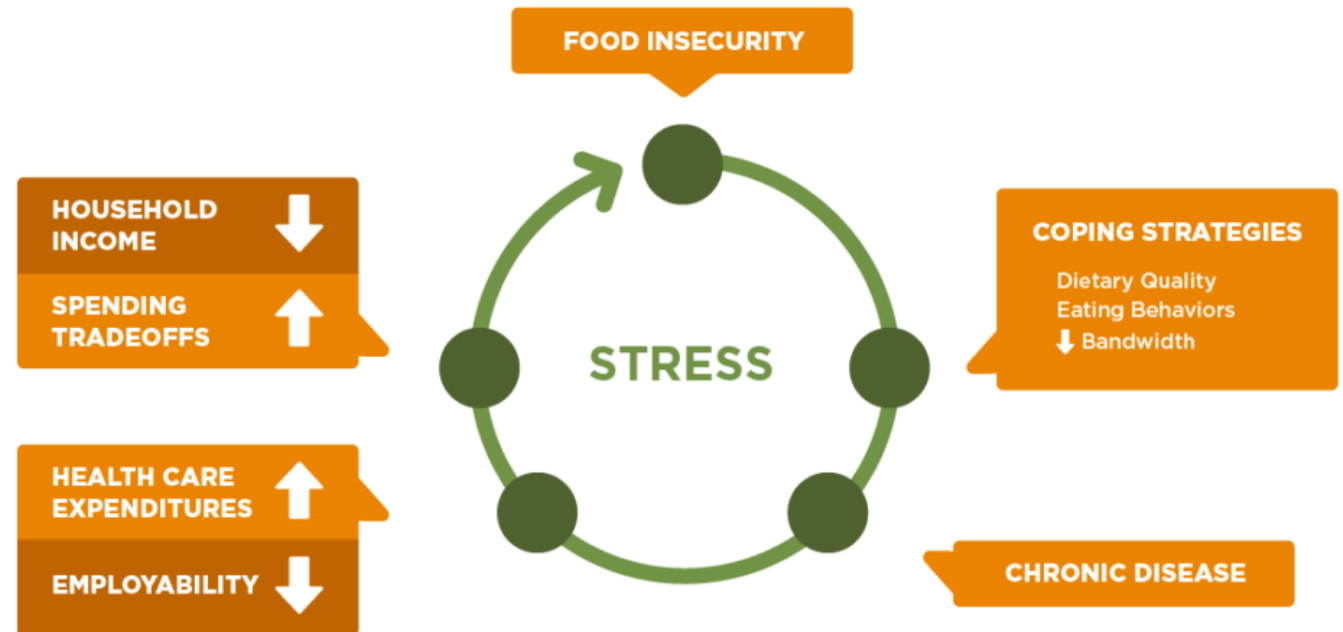 FOOD INSECURITY
HOUSEHOLD
INCOME
SPENDING
TRADEOFFS
HEALTH CARE
EXPENDITURES
EMPLOYABILITY
STRESS
COPING STRATEGIES
Dietary Quality
Eating Behaviors
Bandwidth
CHRONIC DISEASE